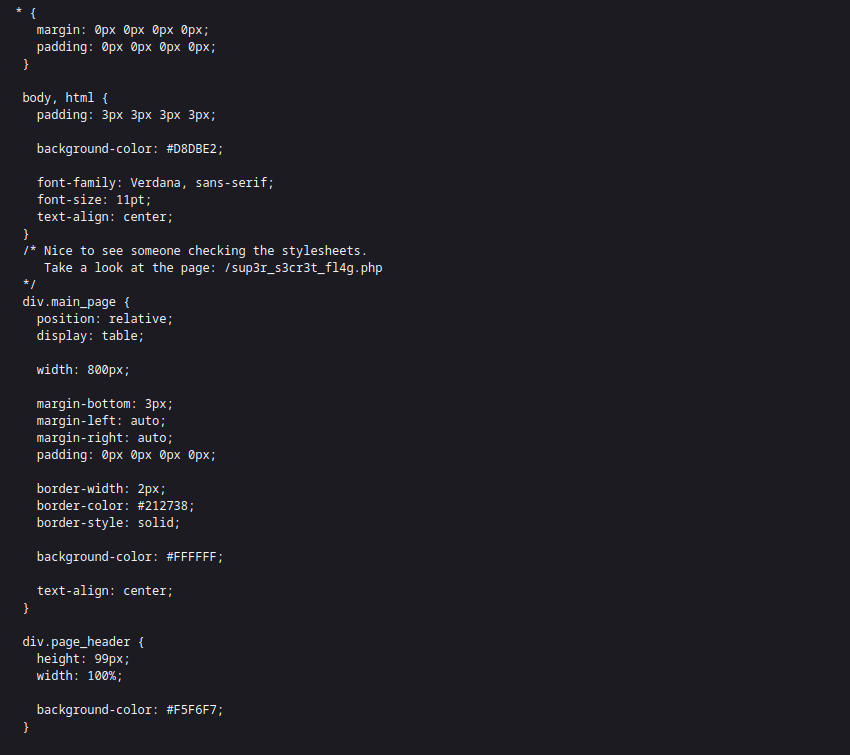 * {
margin: 0px 0px 0px 0px;
padding: 0px 0px 0px 0px;
}
body, html {
padding: 3px 3px 3px 3px;
background-color: #D8DBE2;
font-family: Verdana, sans-serif;
font-size: 11pt;
text-align: center;
}
/* Nice to see someone checking the stylesheets.
Take a look at the page: /sup3r_s3cr3t_fl4g.php
*/
div.main_page {
position: relative;
display: table;
width: 800px;
margin-bottom: 3px;
margin-left: auto;
margin-right: auto;
padding: 0px 0px 0px 0px;
border-width: 2px;
border-color: #212738;
border-style: solid;
background-color: #FFFFFF;
text-align: center;
}
div.page_header {
height: 99px;
width: 100%;
background-color: #F5F6F7;
}